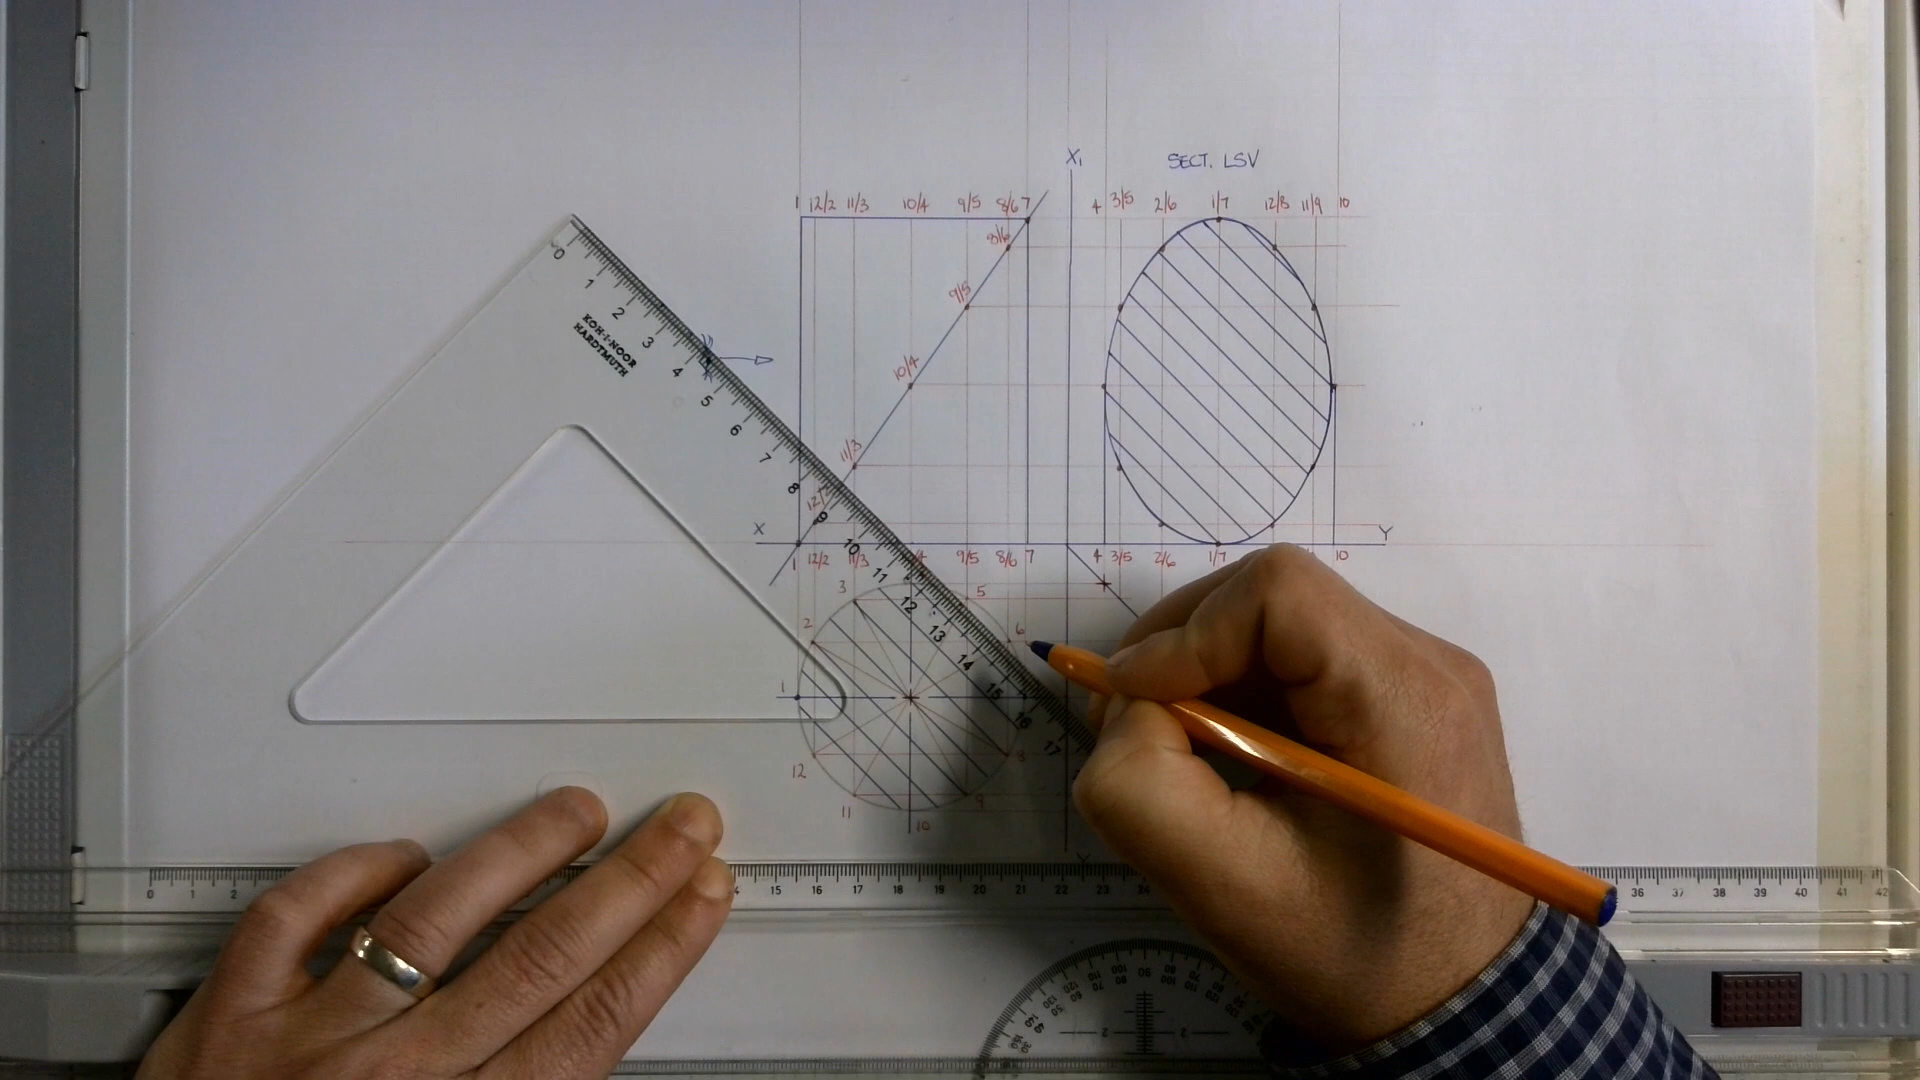 X₁ SECT. LSV
1 12/2 11/3 10/4 9/5 8/6 7 4 3/5 2/6 1/7 12/8 11/9 10
8/6
9/5
10/4
11/3
12/2
X Y
1 12/2 11/3 9/5 8/6 7 4 3/5 2/6 1/7 10
3 5
2 6
1
12
11 9
10
0 1 2 3 4 5 6 7 8 9 10 11 12 13 14 15 16 17
KOH-I-NOOR
HARDTMUTH
0 1 2 15 16 17 18 19 20 21 22 23 24 36 37 38 39 40 41 42